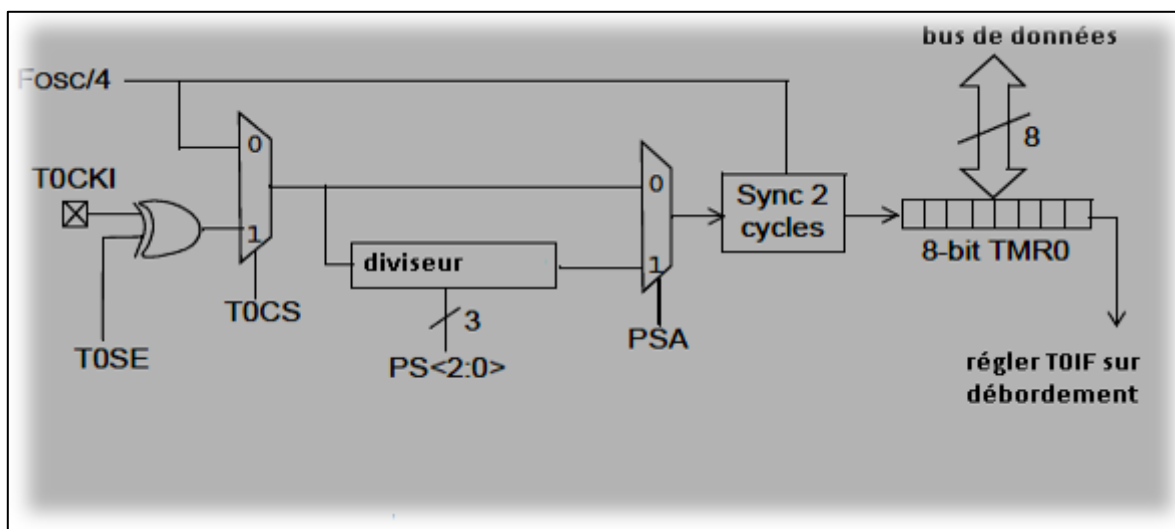 bus de données
Fosc/4
8
0
T0CKI
0
Sync 2
cycles
1
8-bit TMR0
diviseur
1
T0CS
3
PSA
T0SE
PS<2:0>
régler T0IF sur
débordement